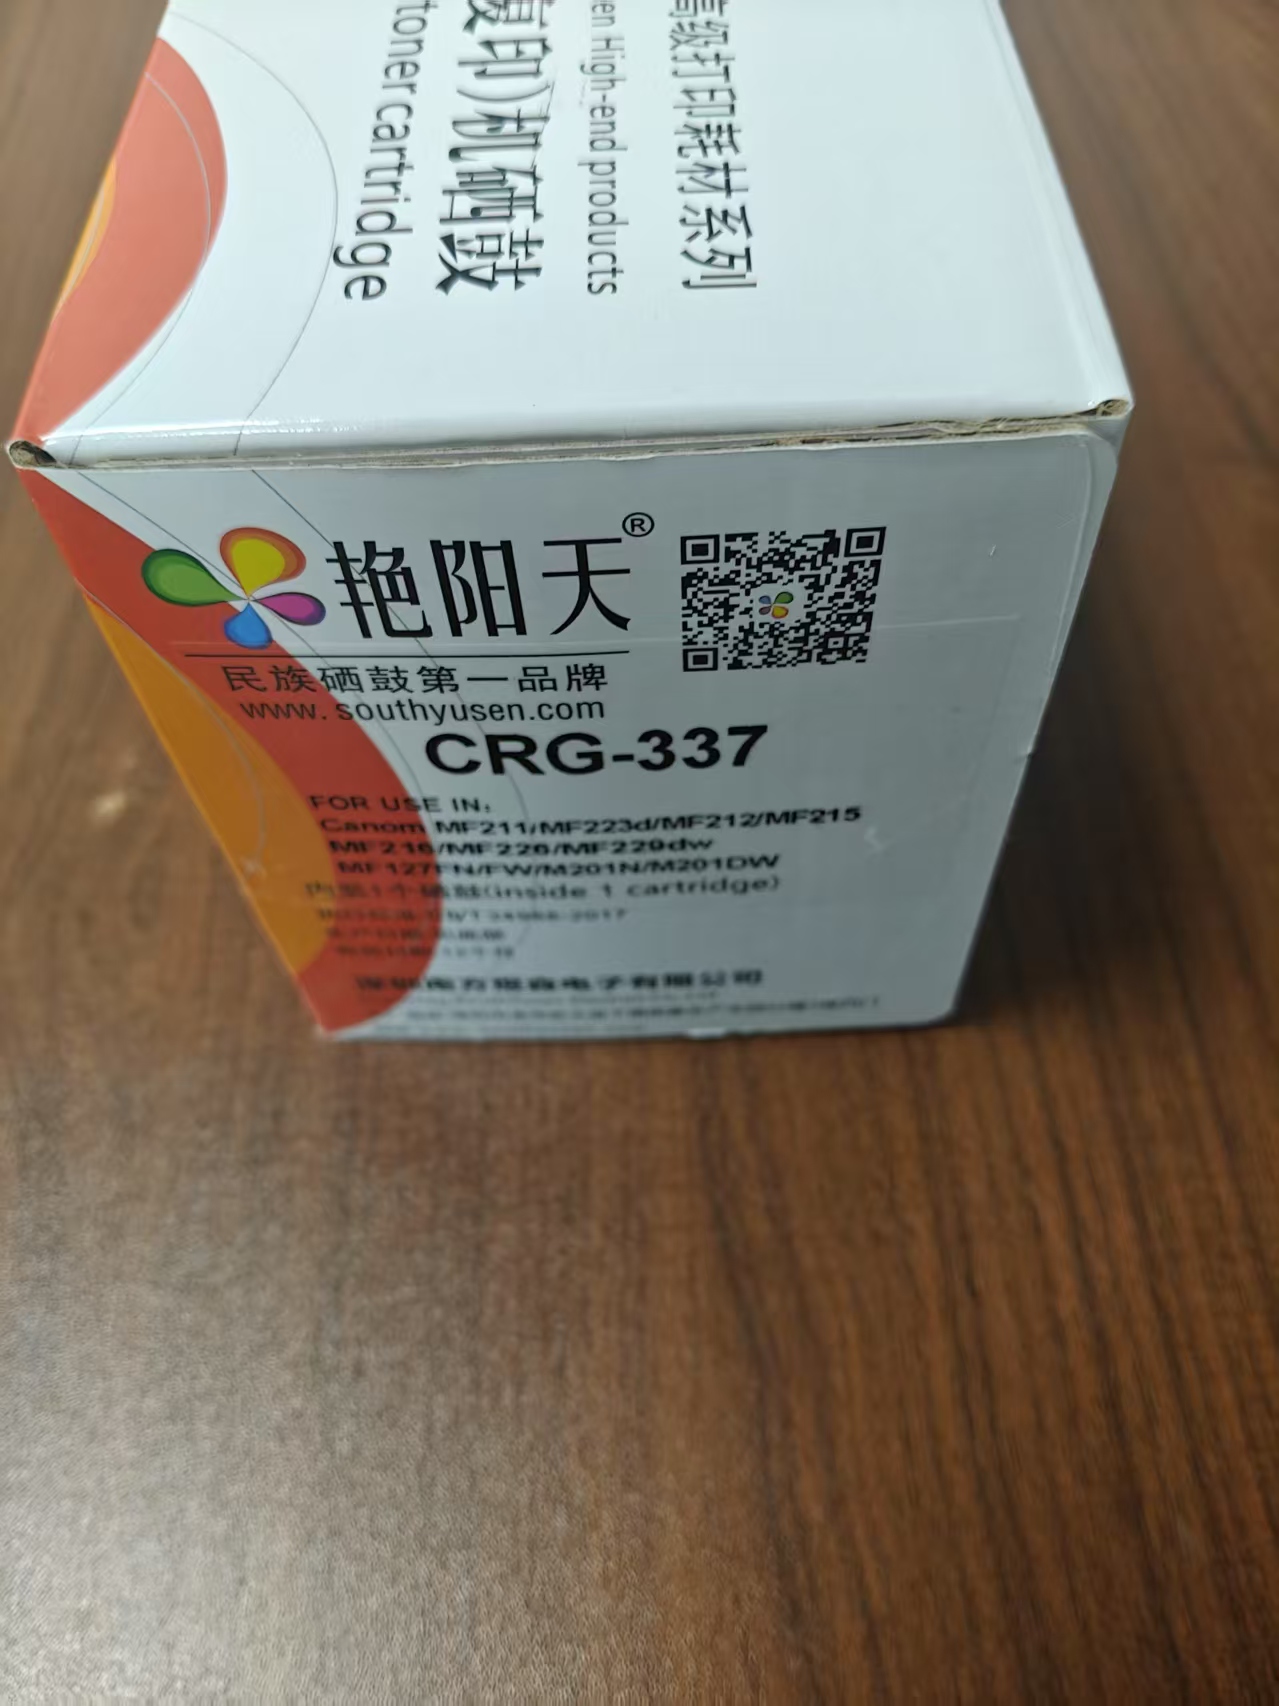 高级打印耗材系列
en High-end products
复印)机硒鼓
toner cartridge
艳阳天®
民族硒鼓第一品牌
www.southyusen.com
CRG-337
FOR USE IN:
Canom MF211/MF223d/MF212/MF215
MF216/MF226/MF229dw
MF127FN/FW/M201N/M201DW
内装1个硒鼓(inside 1 cartridge)